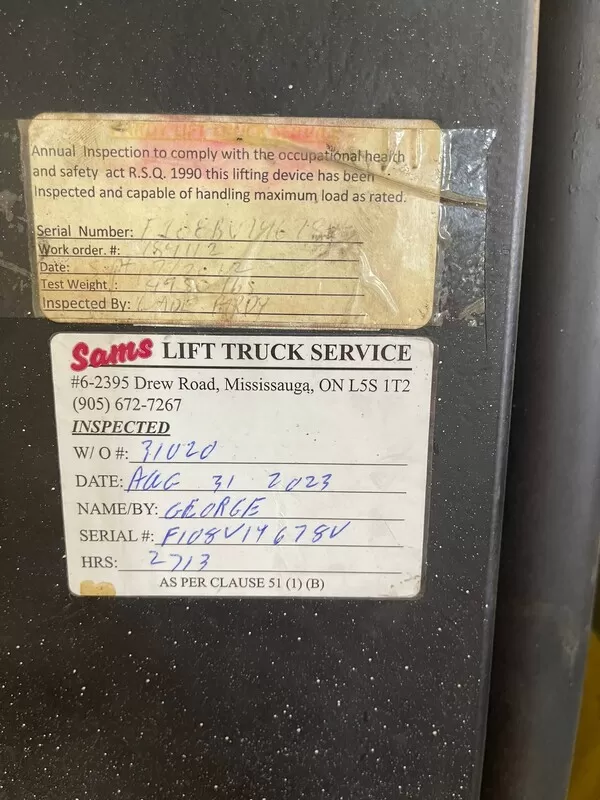 LIFT TRUCK
Annual Inspection to comply with the occupational health
and safety act R.S.Q. 1990 this lifting device has been
Inspected and capable of handling maximum load as rated.
Serial Number:
Work order. #:
Date:
Test Weight :
Inspected By:
Sams LIFT TRUCK SERVICE
#6-2395 Drew Road, Mississauga, ON L5S 1T2
(905) 672-7267
INSPECTED
W/ O #: 31020
DATE: AUG 31 2023
NAME/BY: GEORGE
SERIAL #: F108V19678V
HRS: 2713
AS PER CLAUSE 51 (1) (B)